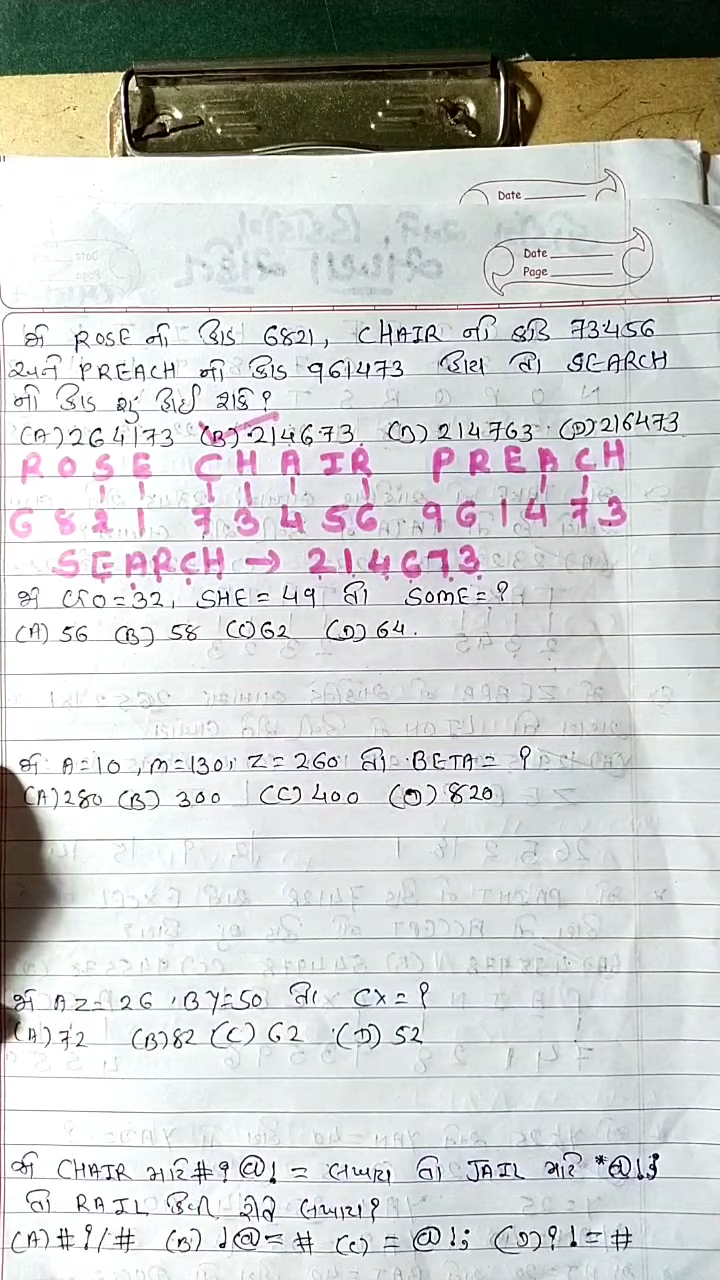 Date
Date
Page
જો ROSE નો કોડ 6821, CHAIR નો કોડ 73456
અને PREACH નો કોડ 961473 હોય તો SEARCH
નો કોડ શું હોઈ શકે?
(A) 264173 (B) 214673 (C) 214763 (D) 216473
ROSE CHAIR PREACH
6821 73456 961473
SEARCH → 214673
જો GO=32, SHE=49 તો SOME=?
(A) 56 (B) 58 (C) 62 (D) 64.
જો A=10, M=130, Z=260 તો BETA=?
(A) 280 (B) 300 (C) 400 (D) 820
જો AZ=26, BY=50 તો CX=?
(A) 72 (B) 82 (C) 62 (D) 52
જો CHAIR માટે #?@!= લખાય તો JAIL માટે *@!;
તો RAIL કેવી રીતે લખાય?
(A) #?/# (B) !@=# (C) =@!; (D) ?!=#